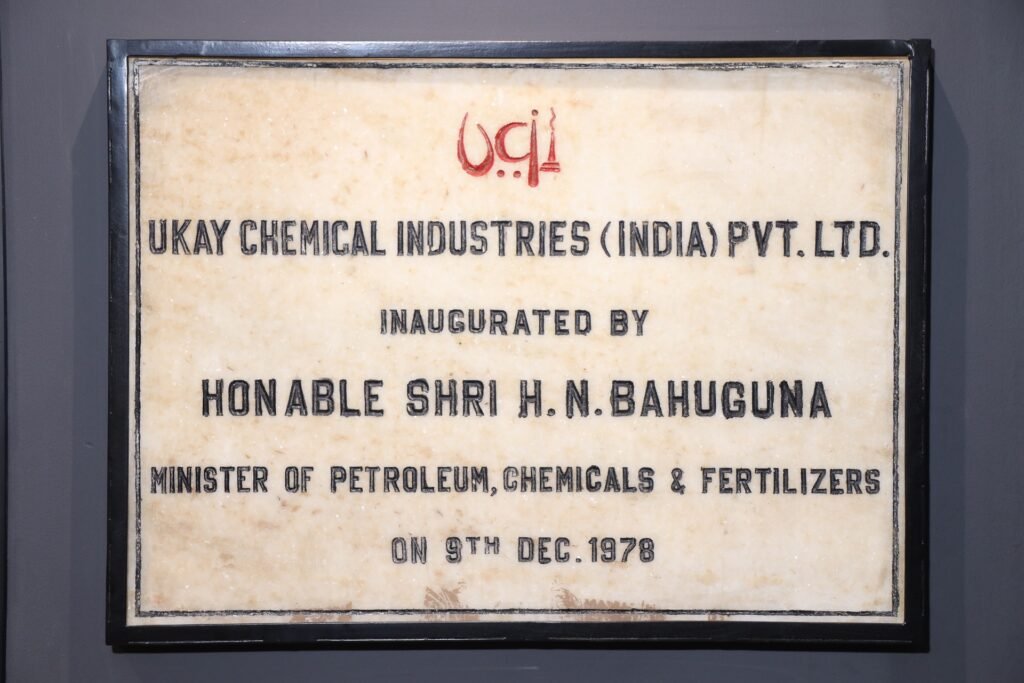 uci
UKAY CHEMICAL INDUSTRIES (INDIA) PVT. LTD.
INAUGURATED BY
HONABLE SHRI H.N. BAHUGUNA
MINISTER OF PETROLEUM, CHEMICALS & FERTILIZERS
ON 9TH DEC. 1978